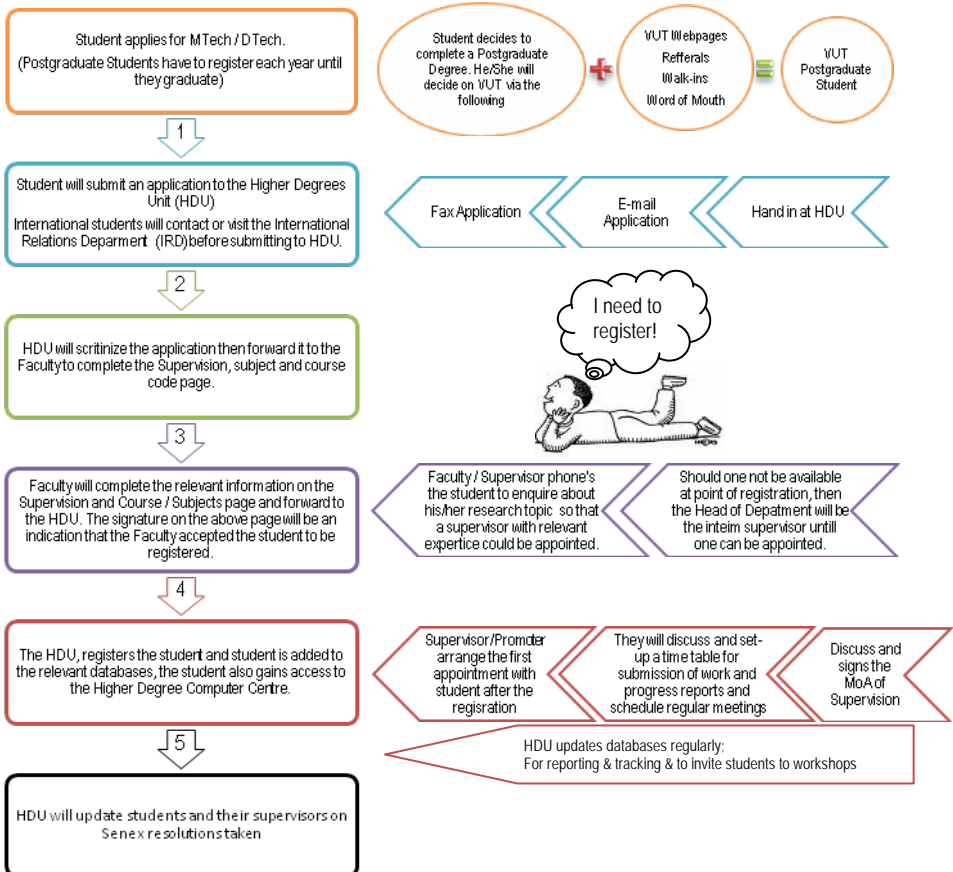 Student applies for MTech / DTech.
(Postgraduate Students have to register each year until
they graduate)
Student decides to
complete a Postgraduate
Degree. He/She will
decide on VUT via the
following
VUT Webpages
Refferals
Walk-ins
Word of Mouth
VUT
Postgraduate
Student
1
Student will submit an application to the Higher Degrees
Unit (HDU)
International students will contact or visit the International
Relations Deparment (IRD) before submitting to HDU.
Fax Application
E-mail
Application
Hand in at HDU
2
I need to
register!
HDU will scritinize the application then forward it to the
Faculty to complete the Supervision, subject and course
code page.
3
Faculty will complete the relevant information on the
Supervision and Course / Subjects page and forward to
the HDU. The signature on the above page will be an
indication that the Faculty accepted the student to be
registered.
Faculty / Supervisor phone's
the student to enquire about
his/her research topic so that
a supervisor with relevant
expertice could be appointed.
Should one not be available
at point of registration, then
the Head of Depatment will be
the inteim supervisor untill
one can be appointed.
4
The HDU, registers the student and student is added to
the relevant databases, the student also gains access to
the Higher Degree Computer Centre.
Supervisor/Promoter
arrange the first
appointment with
student after the
regisration
They will discuss and set-
up a time table for
submission of work and
progress reports and
schedule regular meetings
Discuss and
signs the
MoA of
Supervision
5
HDU updates databases regularly;
For reporting & tracking & to invite students to workshops
HDU will update students and their supervisors on
Senex resolutions taken